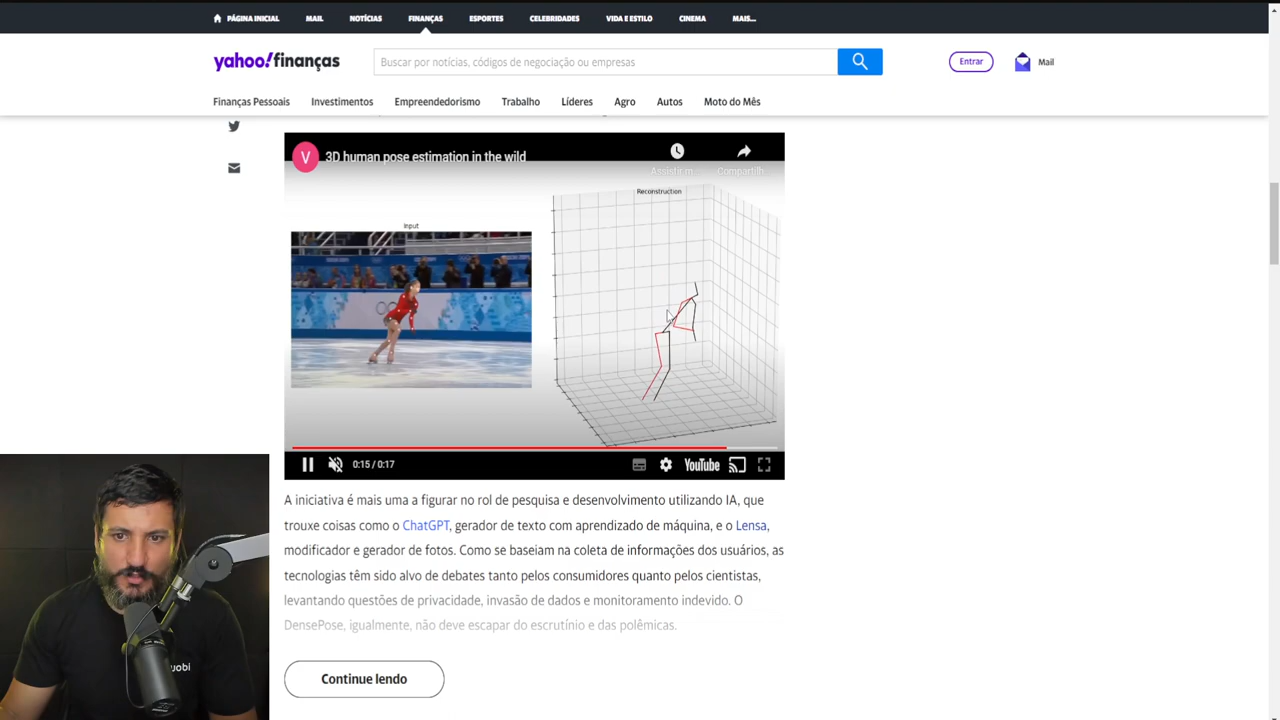 PÁGINA INICIAL MAIL NOTÍCIAS FINANÇAS ESPORTES CELEBRIDADES VIDA E ESTILO CINEMA MAIS...
yahoo!finanças
Buscar por notícias, códigos de negociação ou empresas
Entrar
Mail
Finanças Pessoais Investimentos Empreendedorismo Trabalho Líderes Agro Autos Moto do Mês
V
3D human pose estimation in the wild
Assistir m
Compartilh
Reconstruction
Input
0:15 / 0:17
YouTube
A iniciativa é mais uma a figurar no rol de pesquisa e desenvolvimento utilizando IA, que
trouxe coisas como o ChatGPT, gerador de texto com aprendizado de máquina, e o Lensa,
modificador e gerador de fotos. Como se baseiam na coleta de informações dos usuários, as
tecnologias têm sido alvo de debates tanto pelos consumidores quanto pelos cientistas,
levantando questões de privacidade, invasão de dados e monitoramento indevido. O
DensePose, igualmente, não deve escapar do escrutínio e das polêmicas.
Continue lendo
uobi